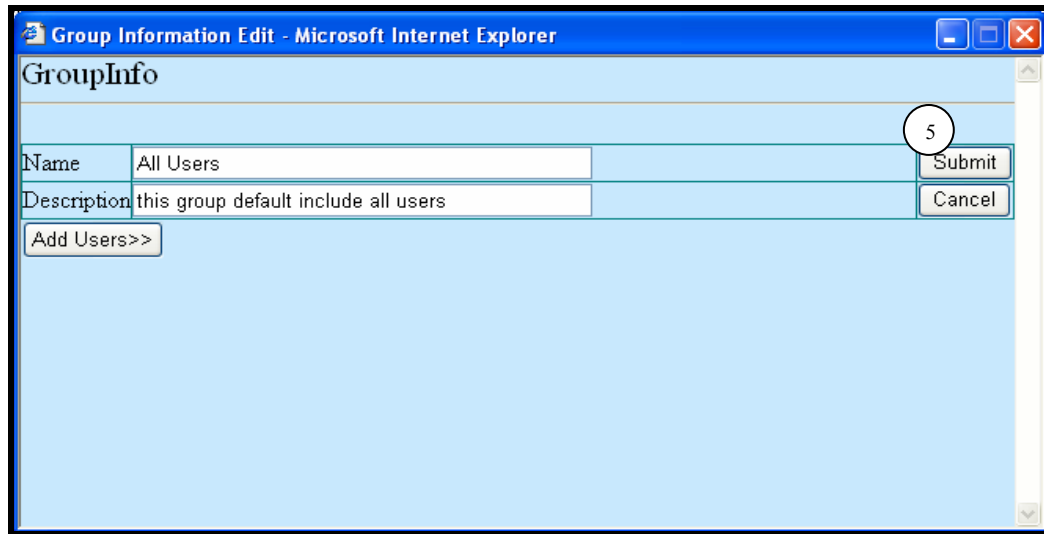 Group Information Edit - Microsoft Internet Explorer
GroupInfo
5
Name All Users Submit
Description this group default include all users Cancel
Add Users>>